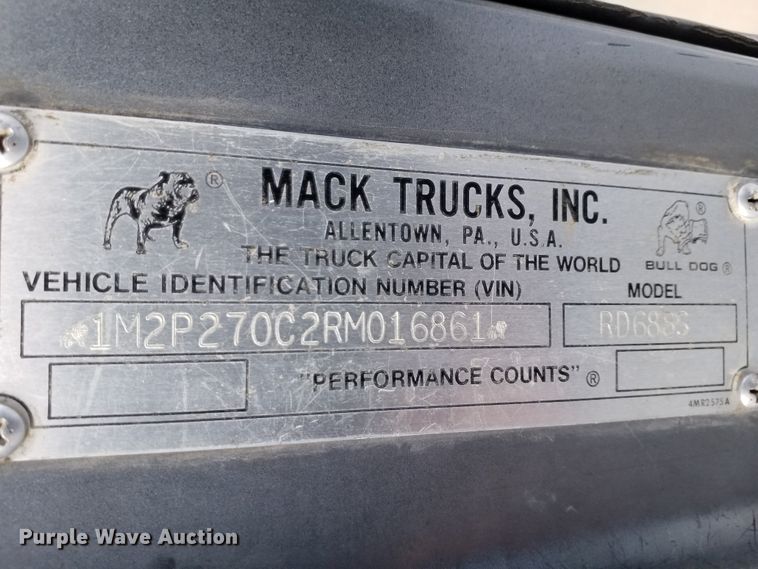 ® MACK TRUCKS, INC. ®
ALLENTOWN, PA., U.S.A.
THE TRUCK CAPITAL OF THE WORLD
BULL DOG ®
VEHICLE IDENTIFICATION NUMBER (VIN)
MODEL
1M2P270C2RM016861
RD688S
"PERFORMANCE COUNTS" ®
4MR2575A
Purple Wave Auction